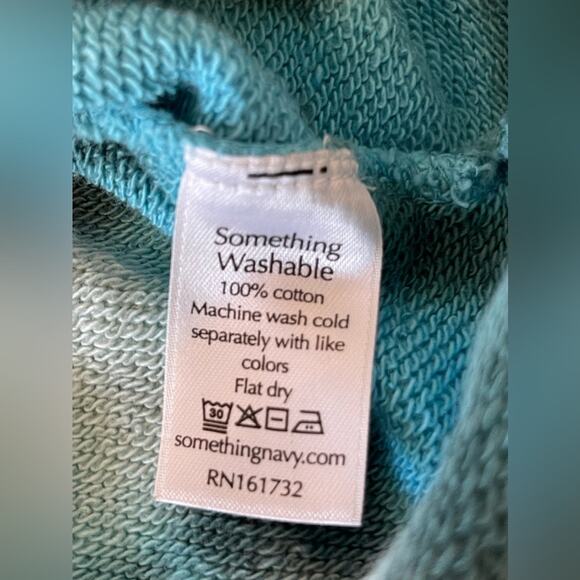 Something
Washable
100% cotton
Machine wash cold
separately with like
colors
Flat dry
30
somethingnavy.com
RN161732